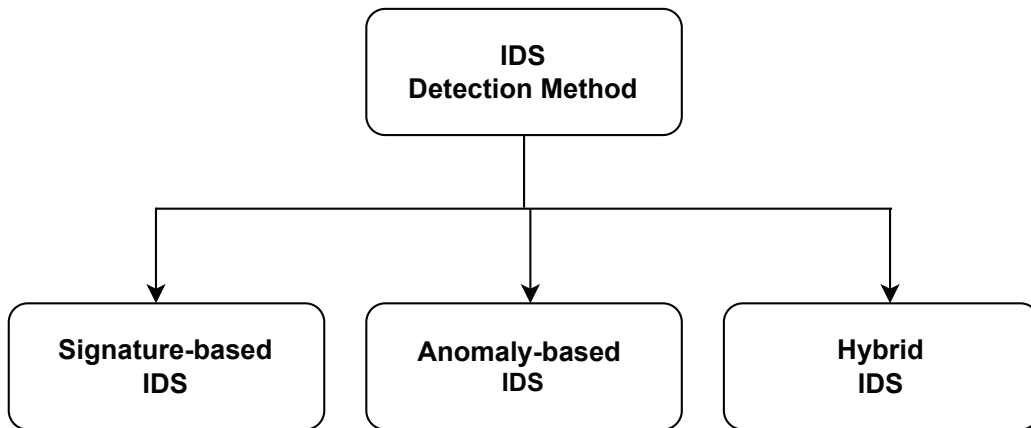 IDS
Detection Method
Signature-based
IDS
Anomaly-based
IDS
Hybrid
IDS